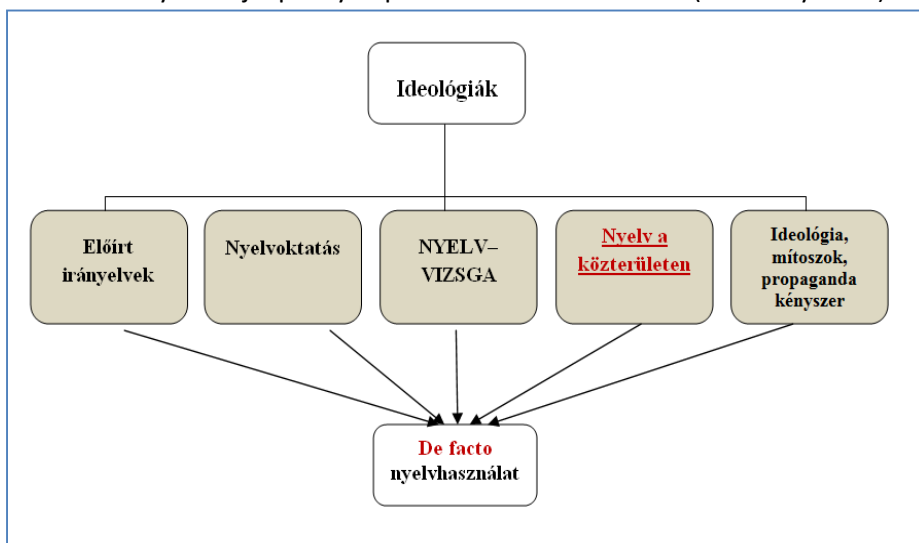 Ideológiák
Előírt
irányelvek
Nyelvoktatás
NYELV–
VIZSGA
Nyelv a
közterületen
Ideológia,
mítoszok,
propaganda
kényszer
De facto
nyelvhasználat